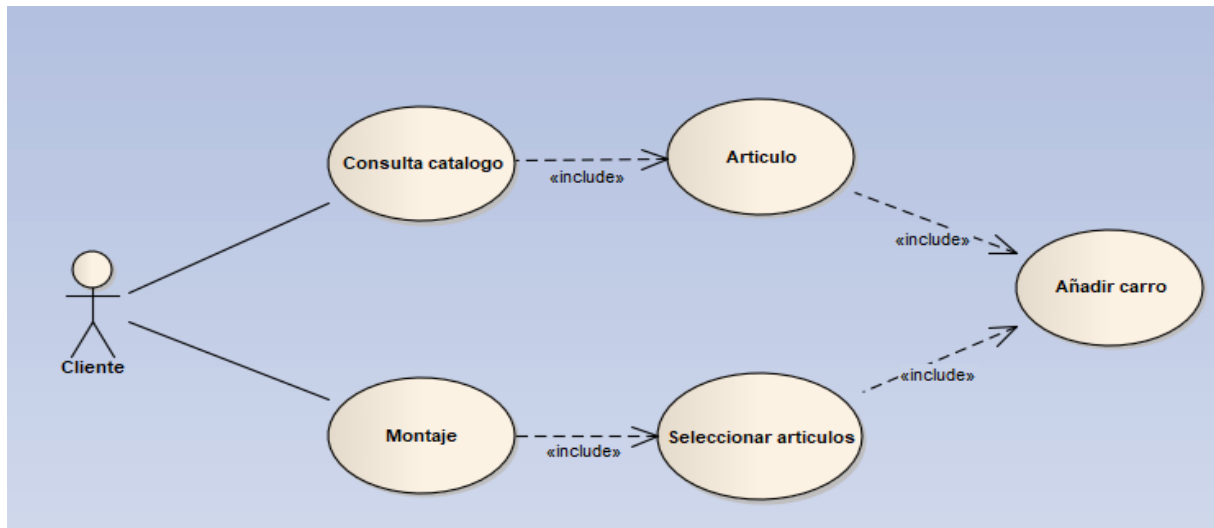 Consulta catalogo
«include»
Articulo
«include»
Añadir carro
Cliente
Montaje
«include»
Seleccionar articulos
«include»